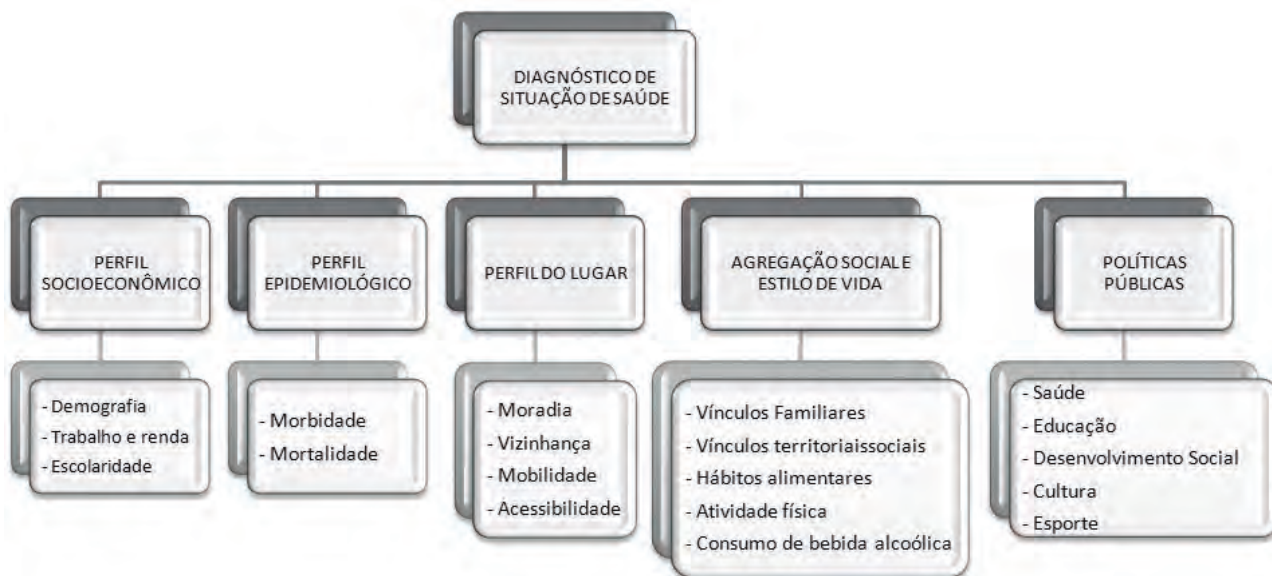 DIAGNÓSTICO DE
SITUAÇÃO DE SAÚDE
PERFIL
SOCIOECONÔMICO
PERFIL
EPIDEMIOLÓGICO
PERFIL DO LUGAR
AGREGAÇÃO SOCIAL E
ESTILO DE VIDA
POLÍTICAS
PÚBLICAS
- Demografia
- Trabalho e renda
- Escolaridade
- Morbidade
- Mortalidade
- Moradia
- Vizinhança
- Mobilidade
- Acessibilidade
- Vínculos Familiares
- Vínculos territoriaissociais
- Hábitos alimentares
- Atividade física
- Consumo de bebida alcoólica
- Saúde
- Educação
- Desenvolvimento Social
- Cultura
- Esporte